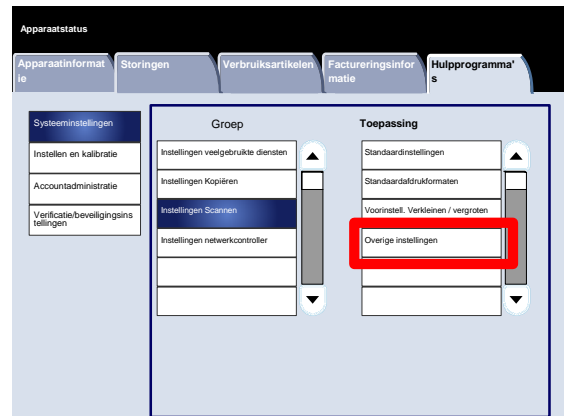 Apparaatstatus
Apparaatinformat
ie
Storingen
Verbruiksartikelen
Factureringsinfor
matie
Hulpprogramma'
s
Systeeminstellingen
Instellen en kalibratie
Accountadministratie
Verificatie/beveiligingsins
tellingen
Groep
Instellingen veelgebruikte diensten
Instellingen Kopiëren
Instellingen Scannen
Instellingen netwerkcontroller
Toepassing
Standaardinstellingen
Standaardafdrukformaten
Voorinstell. Verkleinen / vergroten
Overige instellingen